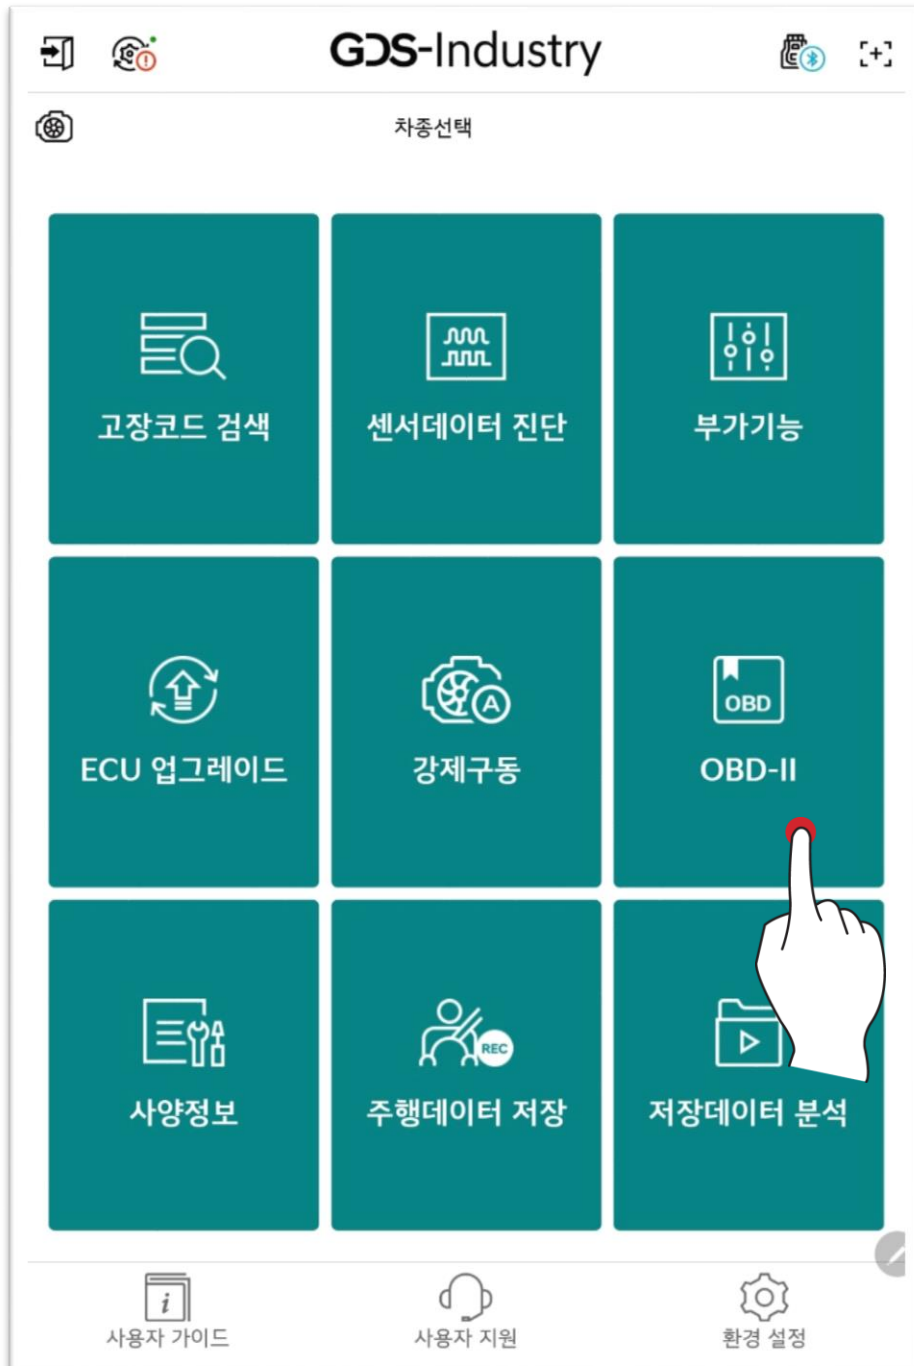 GDS-Industry
차종선택
고장코드 검색
센서데이터 진단
부가기능
OBD
ECU 업그레이드
강제구동
OBD-II
REC
사양정보
주행데이터 저장
저장데이터 분석
사용자 가이드
사용자 지원
환경 설정